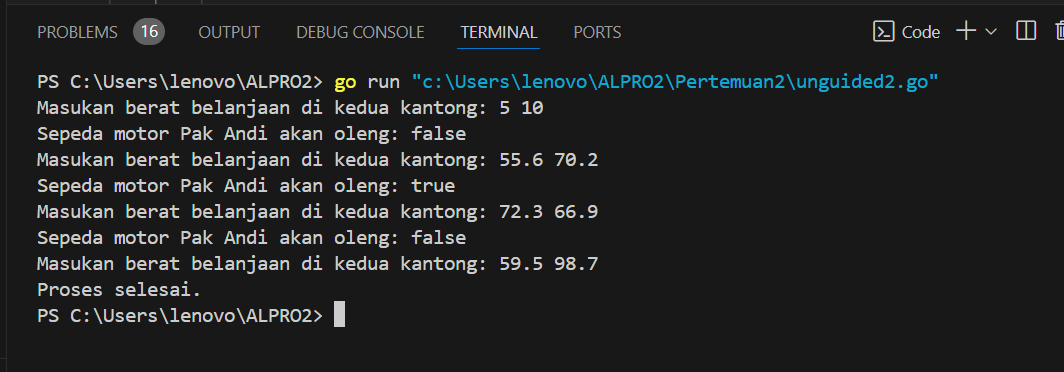 PROBLEMS 16 OUTPUT DEBUG CONSOLE TERMINAL PORTS Code
PS C:\Users\lenovo\ALPRO2> go run "c:\Users\lenovo\ALPRO2\Pertemuan2\unguided2.go"
Masukan berat belanjaan di kedua kantong: 5 10
Sepeda motor Pak Andi akan oleng: false
Masukan berat belanjaan di kedua kantong: 55.6 70.2
Sepeda motor Pak Andi akan oleng: true
Masukan berat belanjaan di kedua kantong: 72.3 66.9
Sepeda motor Pak Andi akan oleng: false
Masukan berat belanjaan di kedua kantong: 59.5 98.7
Proses selesai.
PS C:\Users\lenovo\ALPRO2>